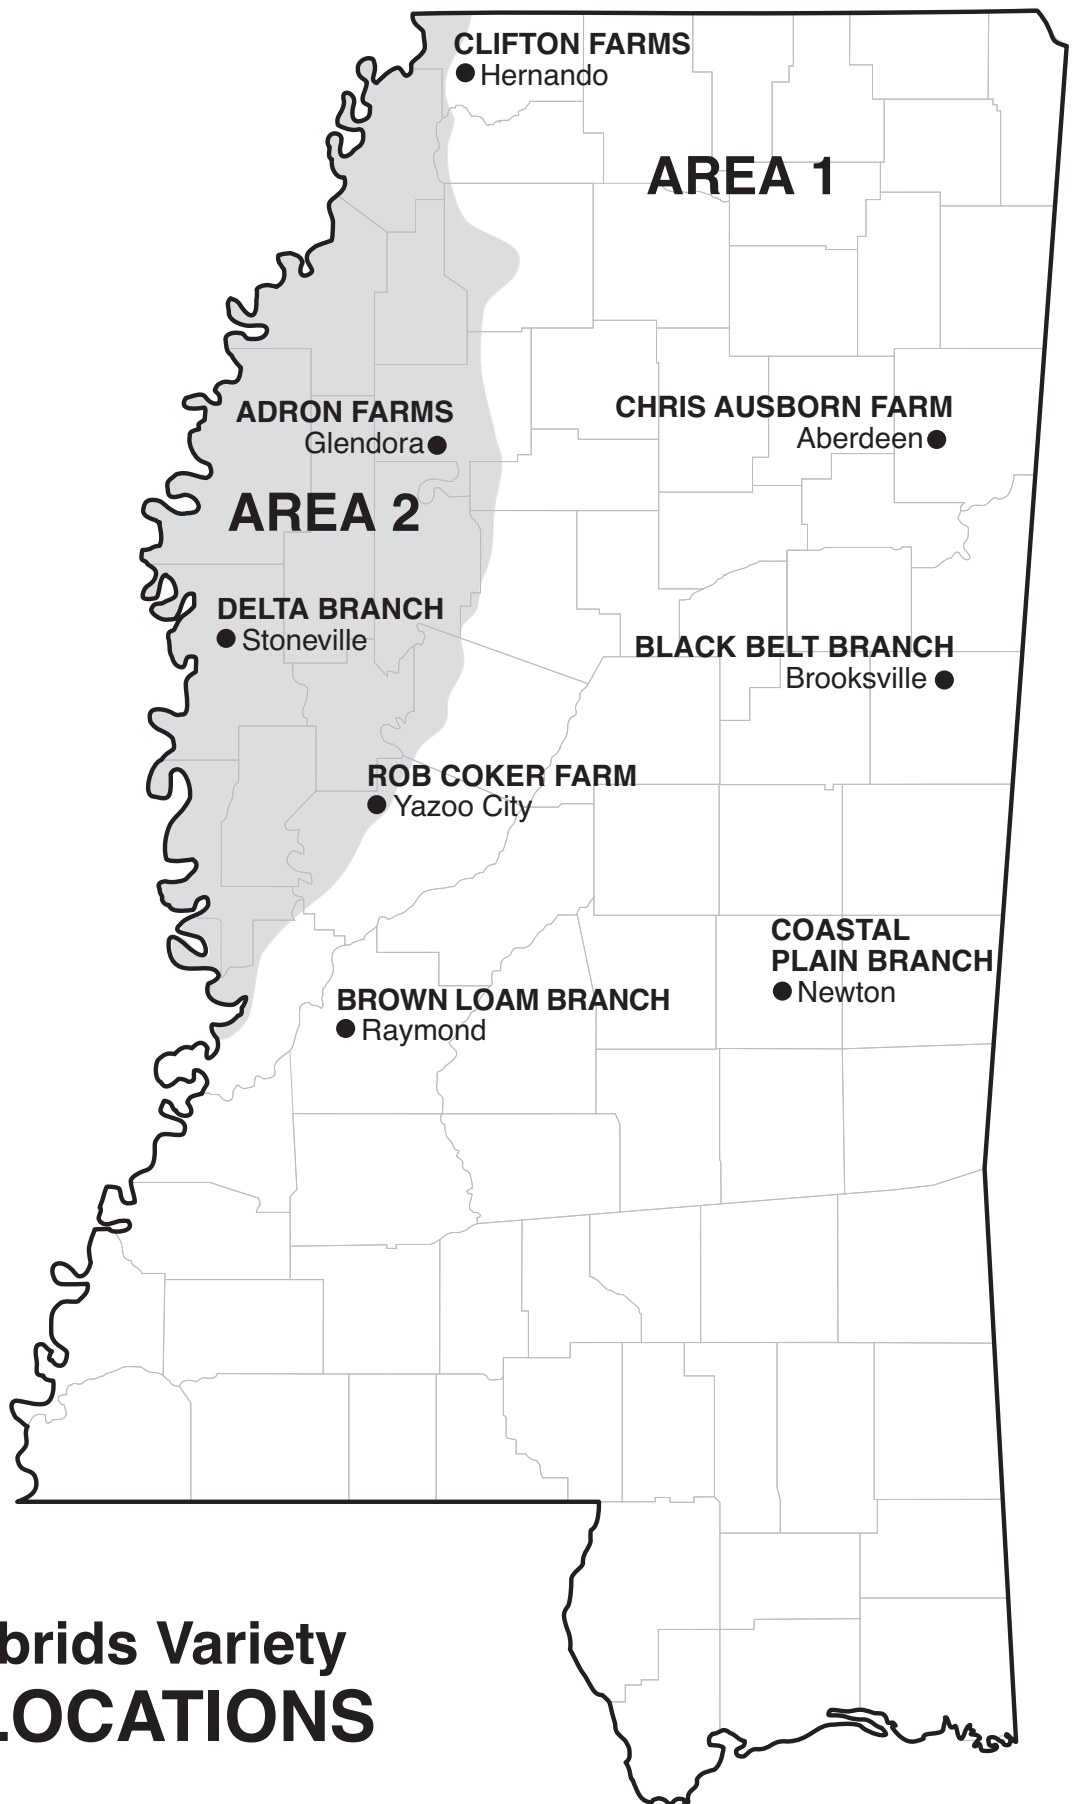 CLIFTON FARMS
Hernando
AREA 1
ADRON FARMS
Glendora
CHRIS AUSBORN FARM
Aberdeen
AREA 2
DELTA BRANCH
Stoneville
BLACK BELT BRANCH
Brooksville
ROB COKER FARM
Yazoo City
COASTAL
PLAIN BRANCH
Newton
BROWN LOAM BRANCH
Raymond
brids Variety
LOCATIONS